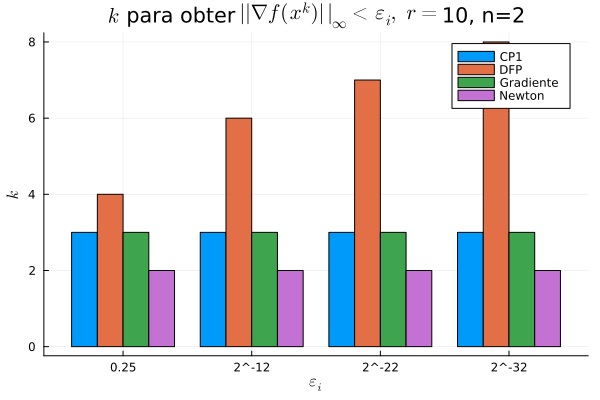 k para obter ||∇f(x^k)||_∞ < ε_i, r = 10, n=2
8
6
4
2
0
k
CP1
DFP
Gradiente
Newton
0.25 2^-12 2^-22 2^-32
ε_i